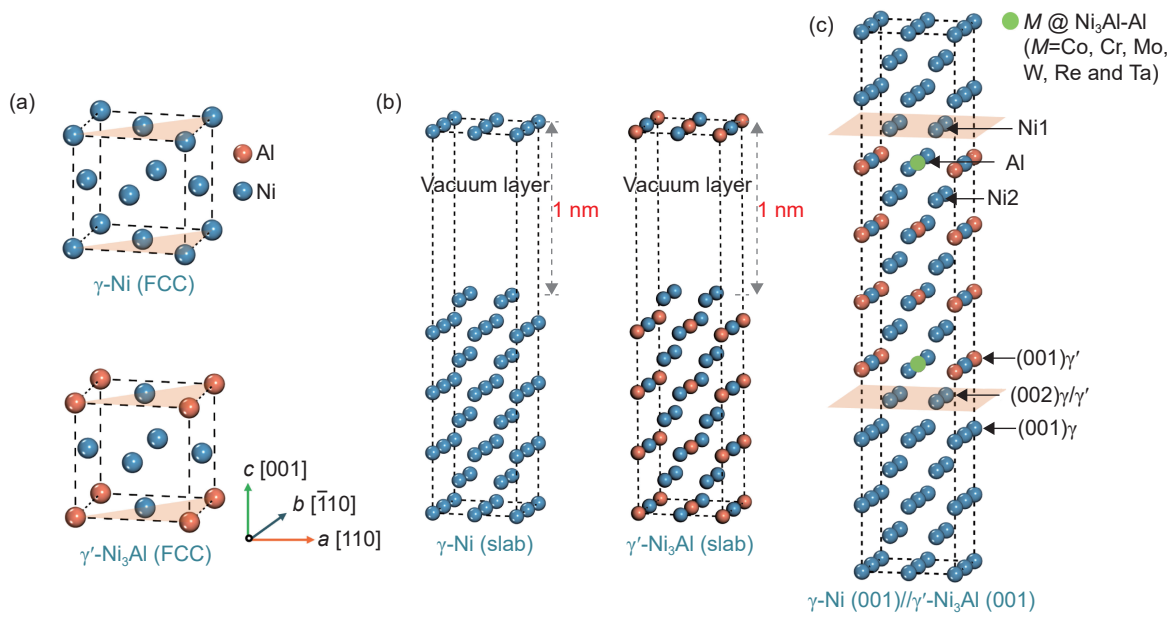 (a)
Al
Ni
γ-Ni (FCC)
γ′-Ni₃Al (FCC)
c [001]
b [1̄10]
a [110]
(b)
Vacuum layer
1 nm
γ-Ni (slab)
Vacuum layer
1 nm
γ′-Ni₃Al (slab)
(c)
M @ Ni₃Al-Al
(M=Co, Cr, Mo,
W, Re and Ta)
Ni1
Al
Ni2
(001)γ′
(002)γ/γ′
(001)γ
γ-Ni (001)//γ′-Ni₃Al (001)